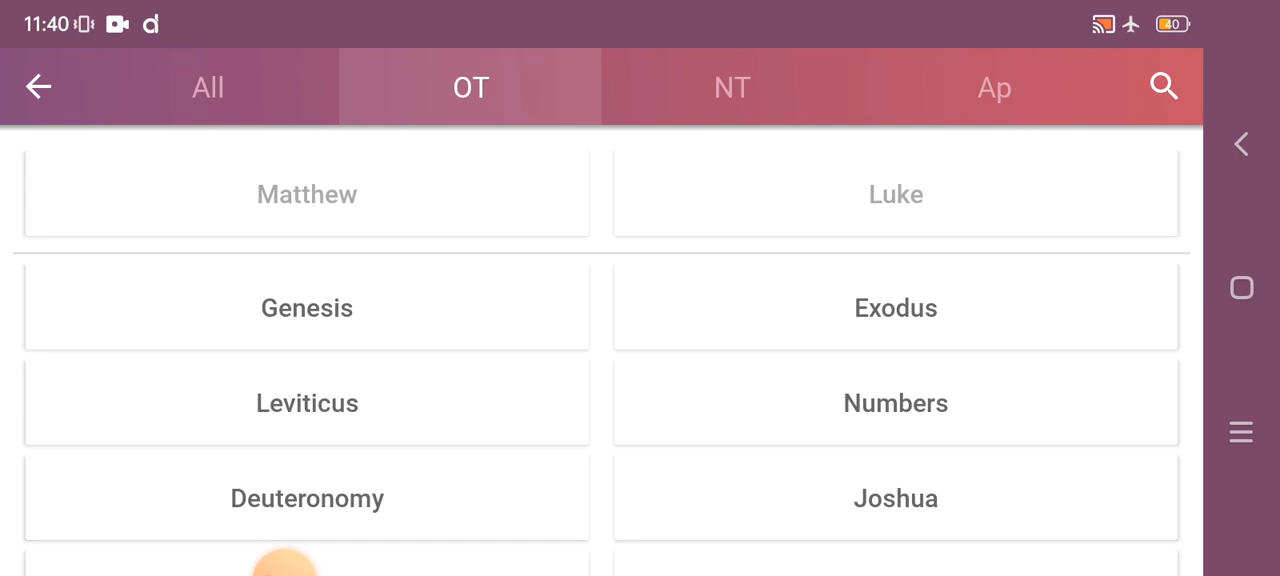 11:40 d 40
All OT NT Ap
Matthew Luke
Genesis Exodus
Leviticus Numbers
Deuteronomy Joshua